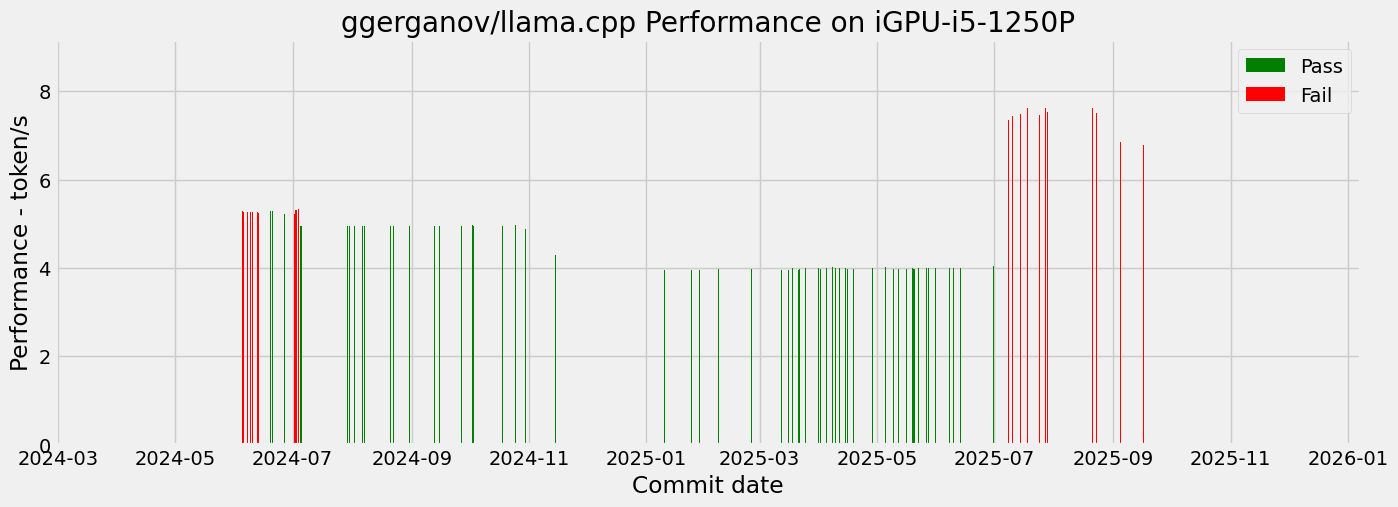 ggerganov/llama.cpp Performance on iGPU-i5-1250P
Pass
Fail
Performance - token/s
8
6
4
2
0
2024-03 2024-05 2024-07 2024-09 2024-11 2025-01 2025-03 2025-05 2025-07 2025-09 2025-11 2026-01
Commit date